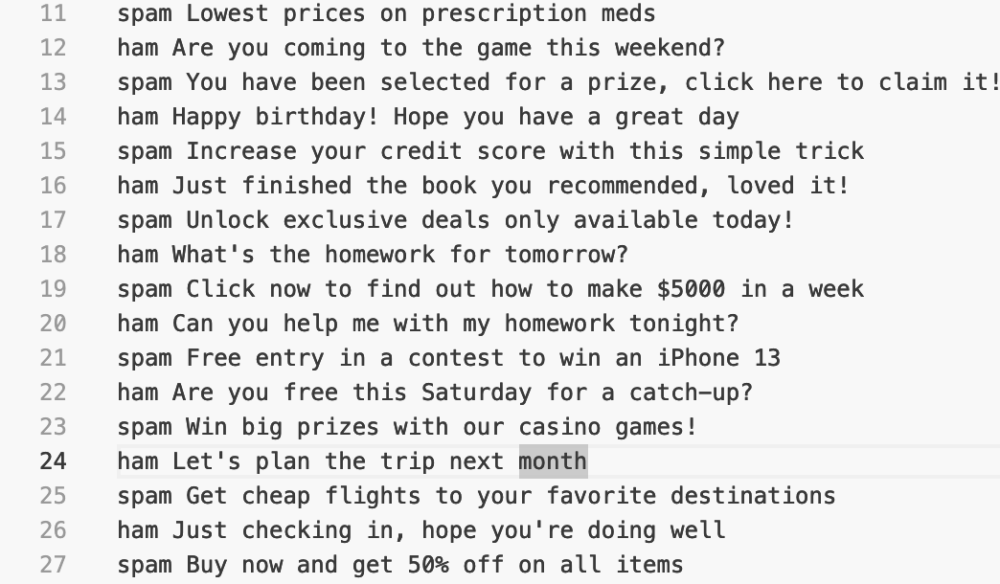 11 spam Lowest prices on prescription meds
12 ham Are you coming to the game this weekend?
13 spam You have been selected for a prize, click here to claim it!
14 ham Happy birthday! Hope you have a great day
15 spam Increase your credit score with this simple trick
16 ham Just finished the book you recommended, loved it!
17 spam Unlock exclusive deals only available today!
18 ham What's the homework for tomorrow?
19 spam Click now to find out how to make $5000 in a week
20 ham Can you help me with my homework tonight?
21 spam Free entry in a contest to win an iPhone 13
22 ham Are you free this Saturday for a catch-up?
23 spam Win big prizes with our casino games!
24 ham Let's plan the trip next month
25 spam Get cheap flights to your favorite destinations
26 ham Just checking in, hope you're doing well
27 spam Buy now and get 50% off on all items